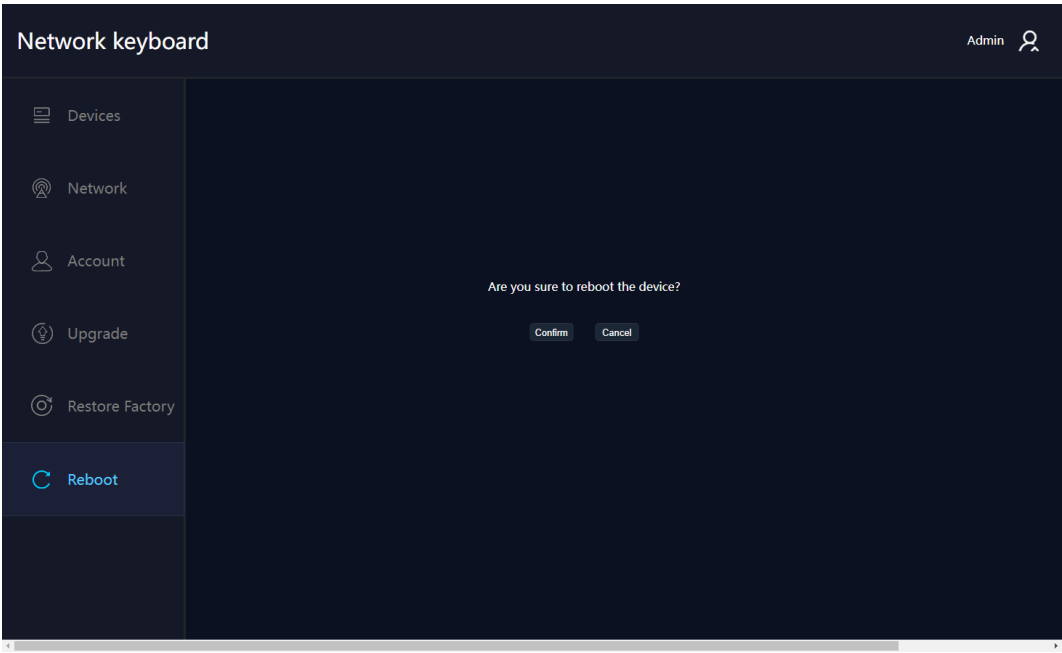 Network keyboard
Admin
Devices
Network
Account
Upgrade
Restore Factory
Reboot
Are you sure to reboot the device?
Confirm Cancel